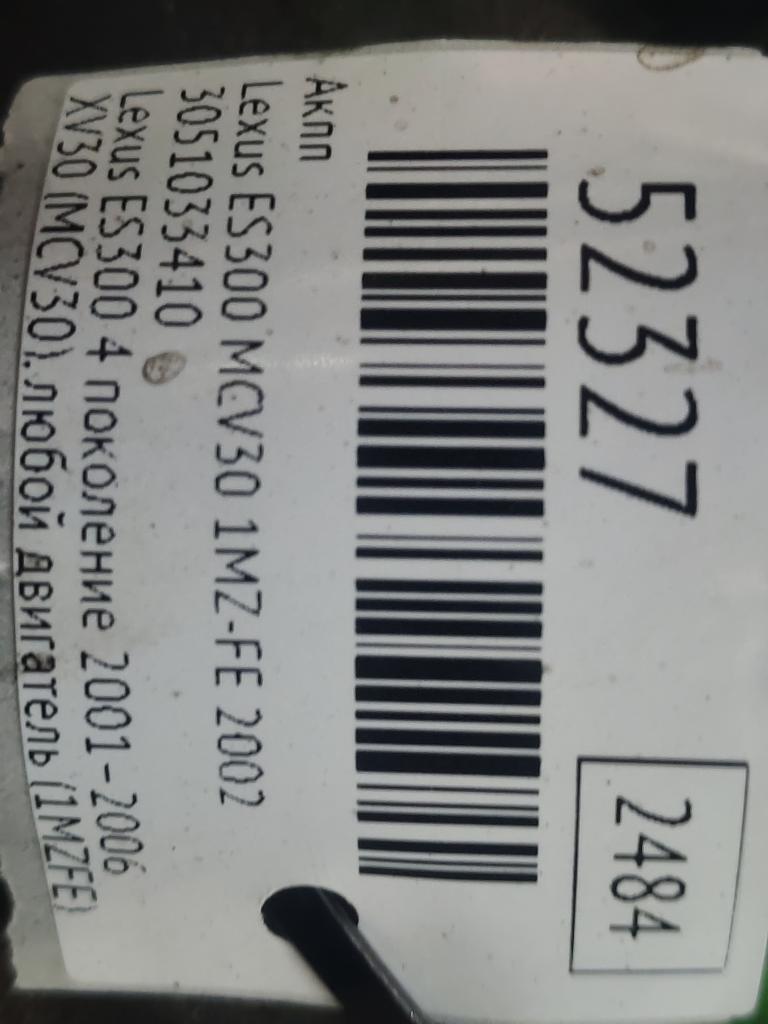 52327
2484
Акпп
Lexus ES300 MCV30 1MZ-FE 2002
3051033410
Lexus ES300 4 поколение 2001-2006
XV30 (MCV30), любой двигатель (1MZFE)